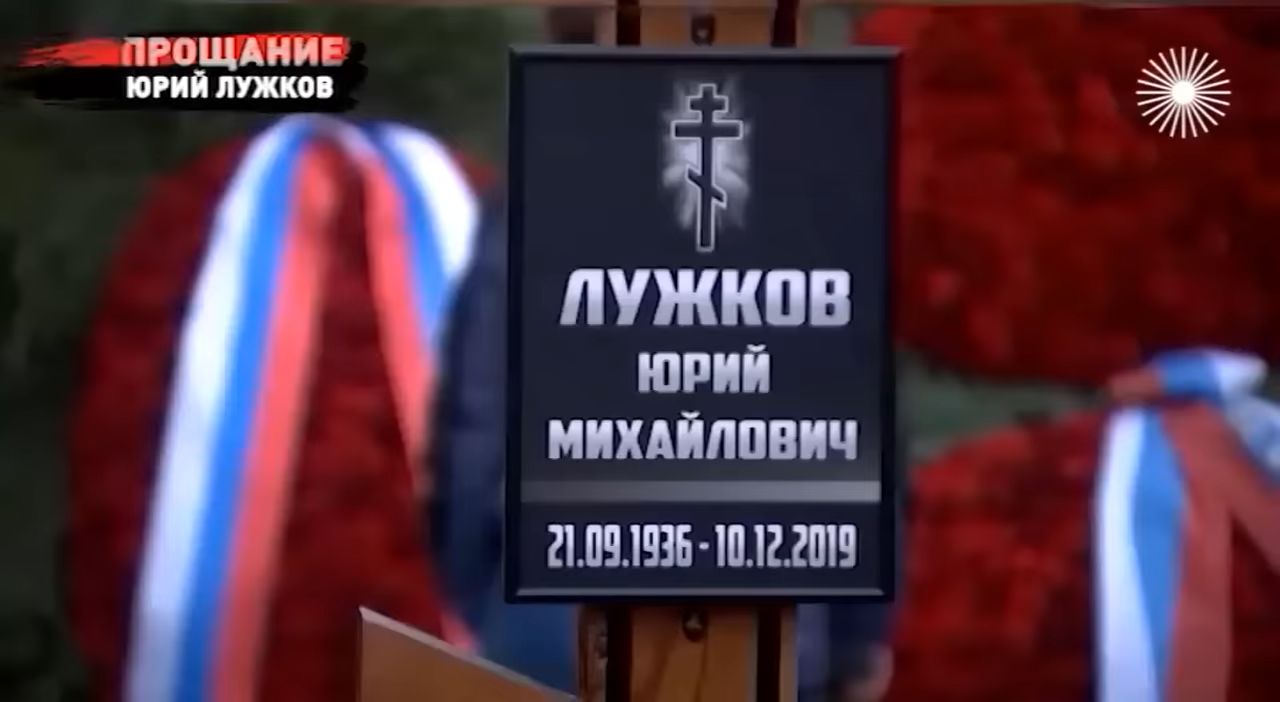 ПРОЩАНИЕ
ЮРИЙ ЛУЖКОВ
ЛУЖКОВ
ЮРИЙ
МИХАЙЛОВИЧ
21.09.1936 - 10.12.2019